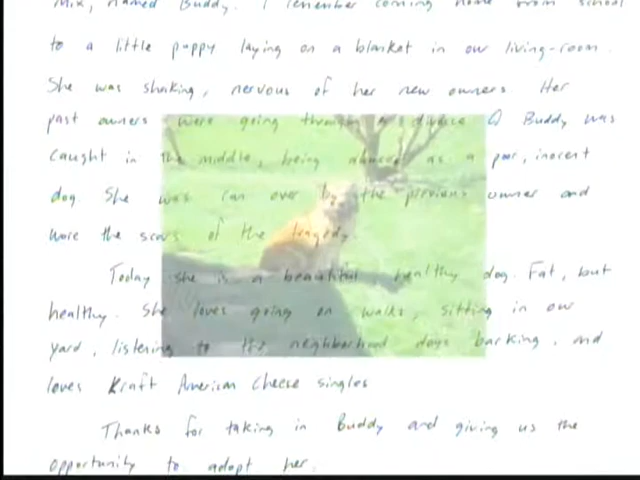 Mix, named Buddy. I remember coming home from school
to a little puppy laying on a blanket in our living-room.
She was shaking, nervous of her new owners. Her
past owners were going through a divorce & Buddy was
caught in the middle, being abused as a poor, inocent
dog. She was ran over by the previous owner and
wore the scars of the tragedy.
Today she is a beautiful healthy dog. Fat, but
healthy. She loves going on walks, sitting in our
yard, listening to the neighborhood dogs barking, and
loves Kraft American Cheese singles
Thanks for taking in Buddy and giving us the
opportunity to adopt her.